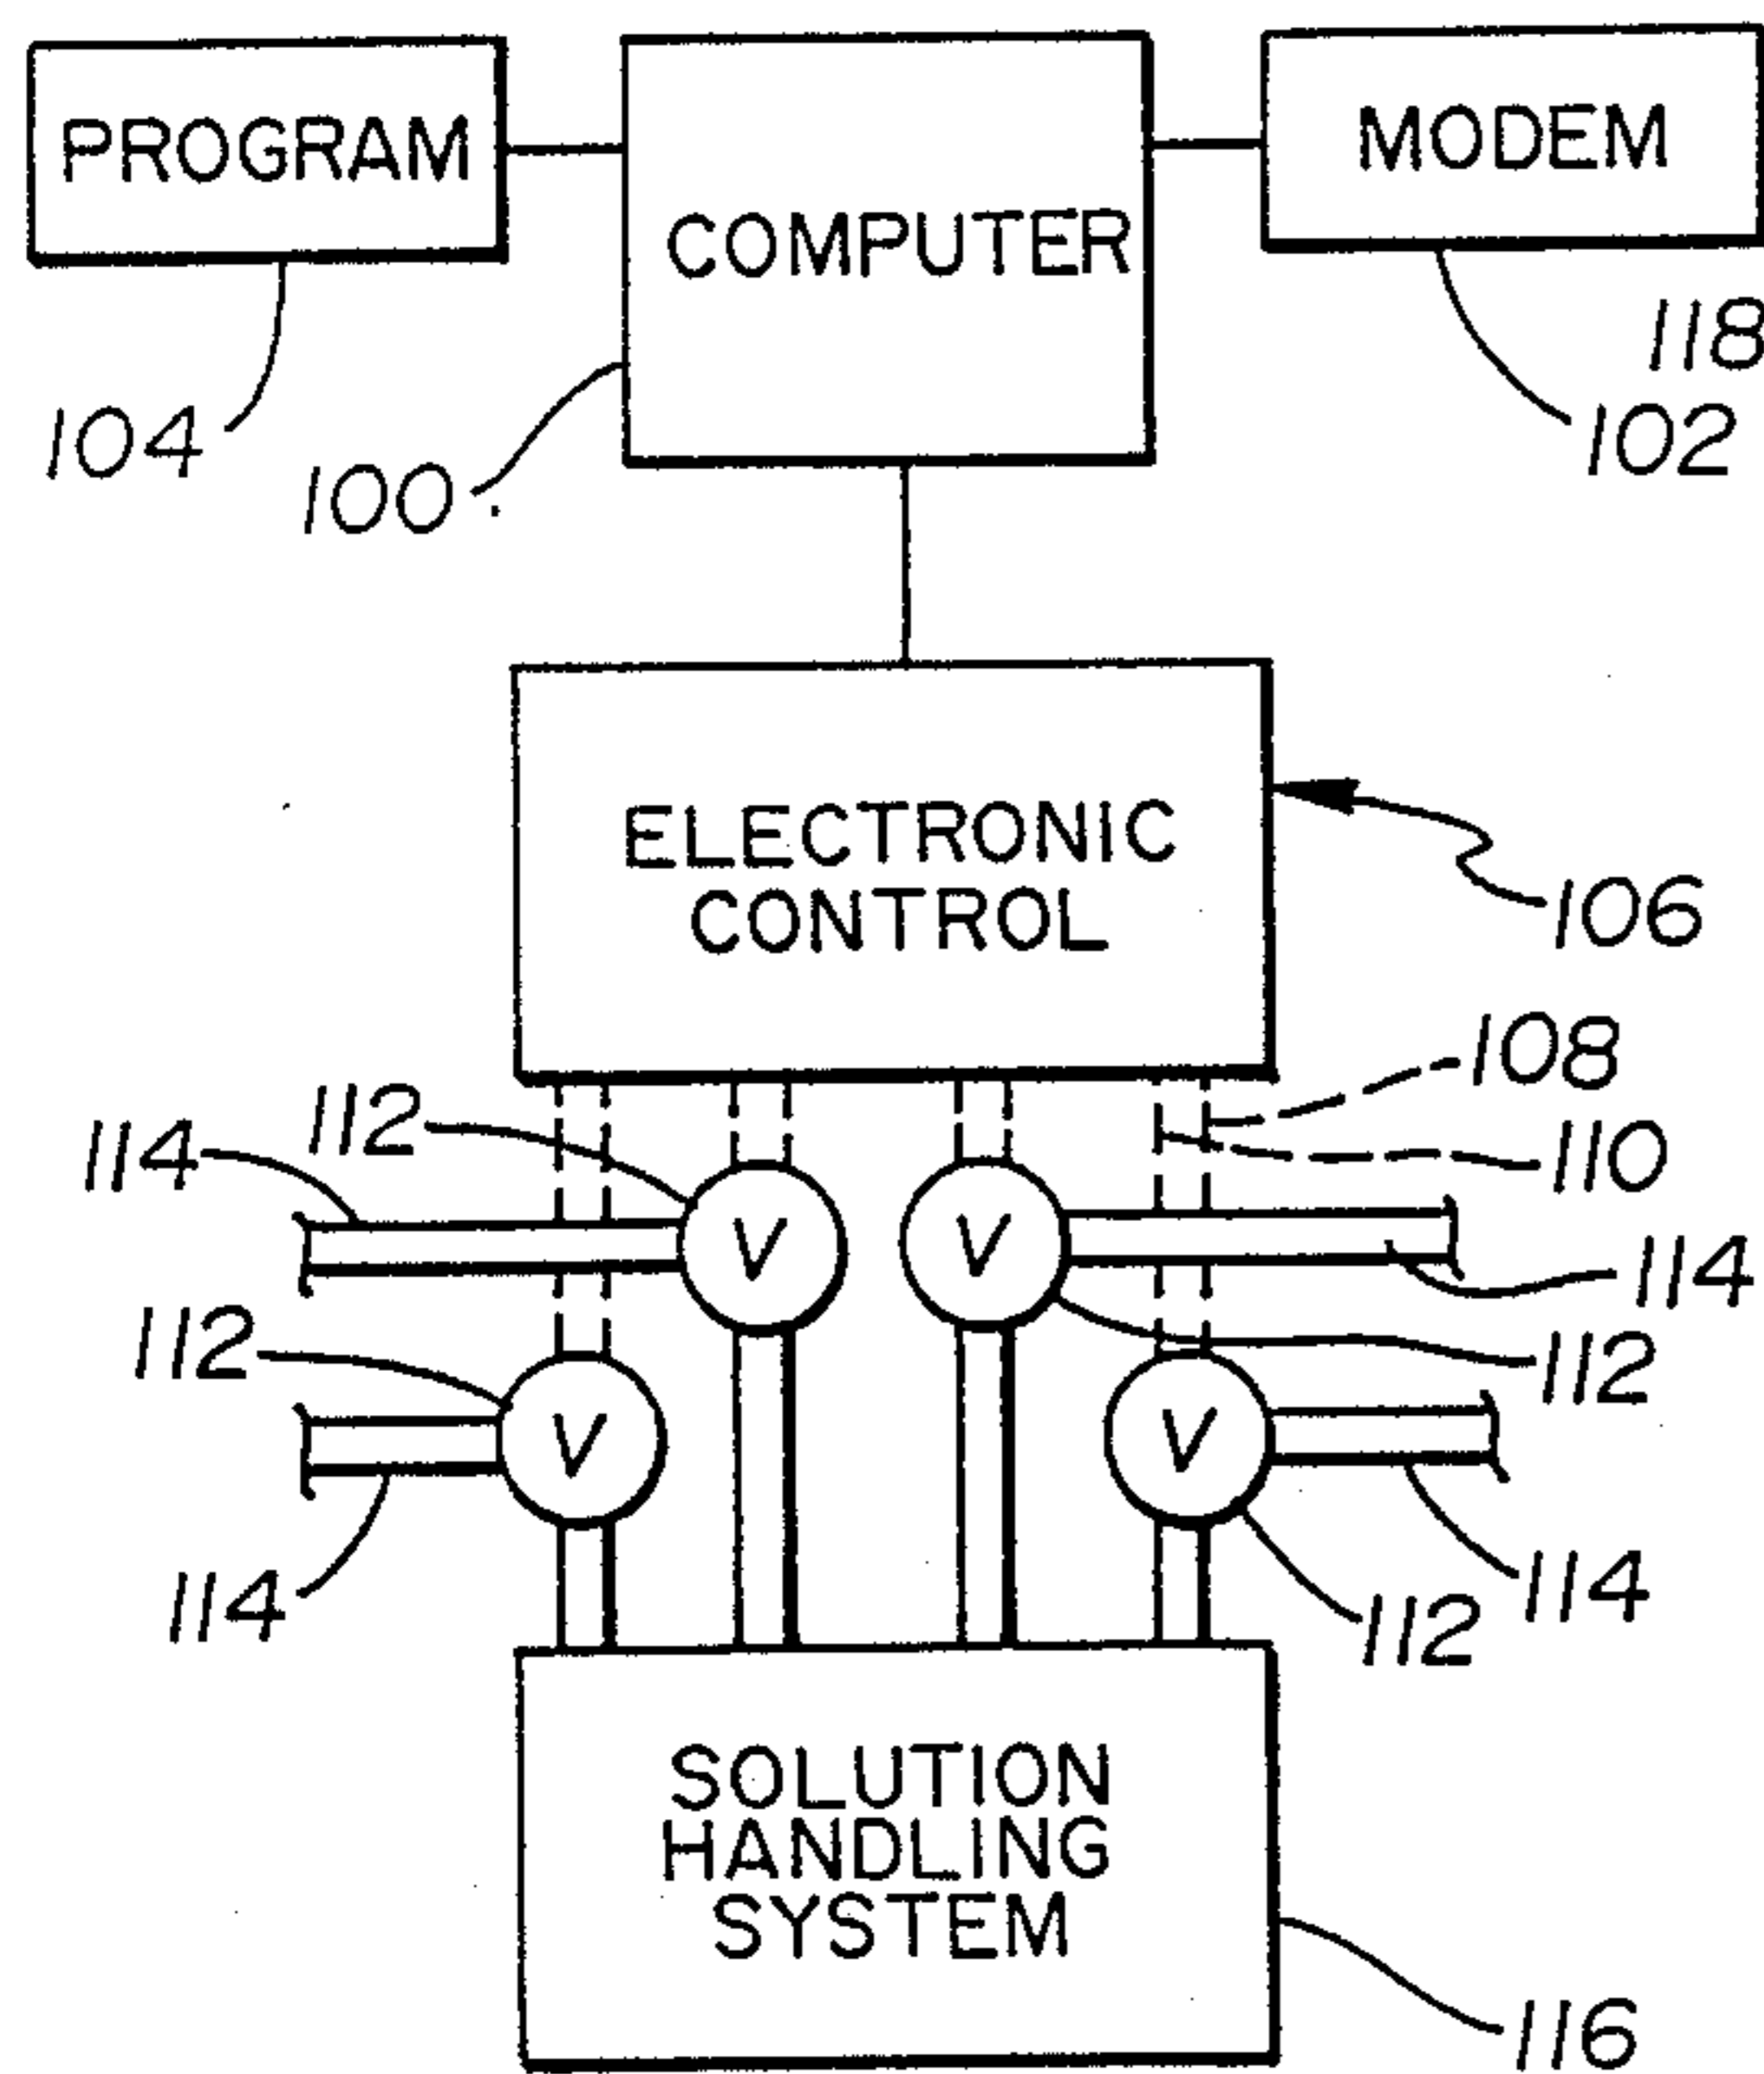 PROGRAM
COMPUTER
MODEM
118
104
100
102
ELECTRONIC
CONTROL
106
108
112
110
114
V
V
114
112
112
V
V
114
114
112
SOLUTION
HANDLING
SYSTEM
116